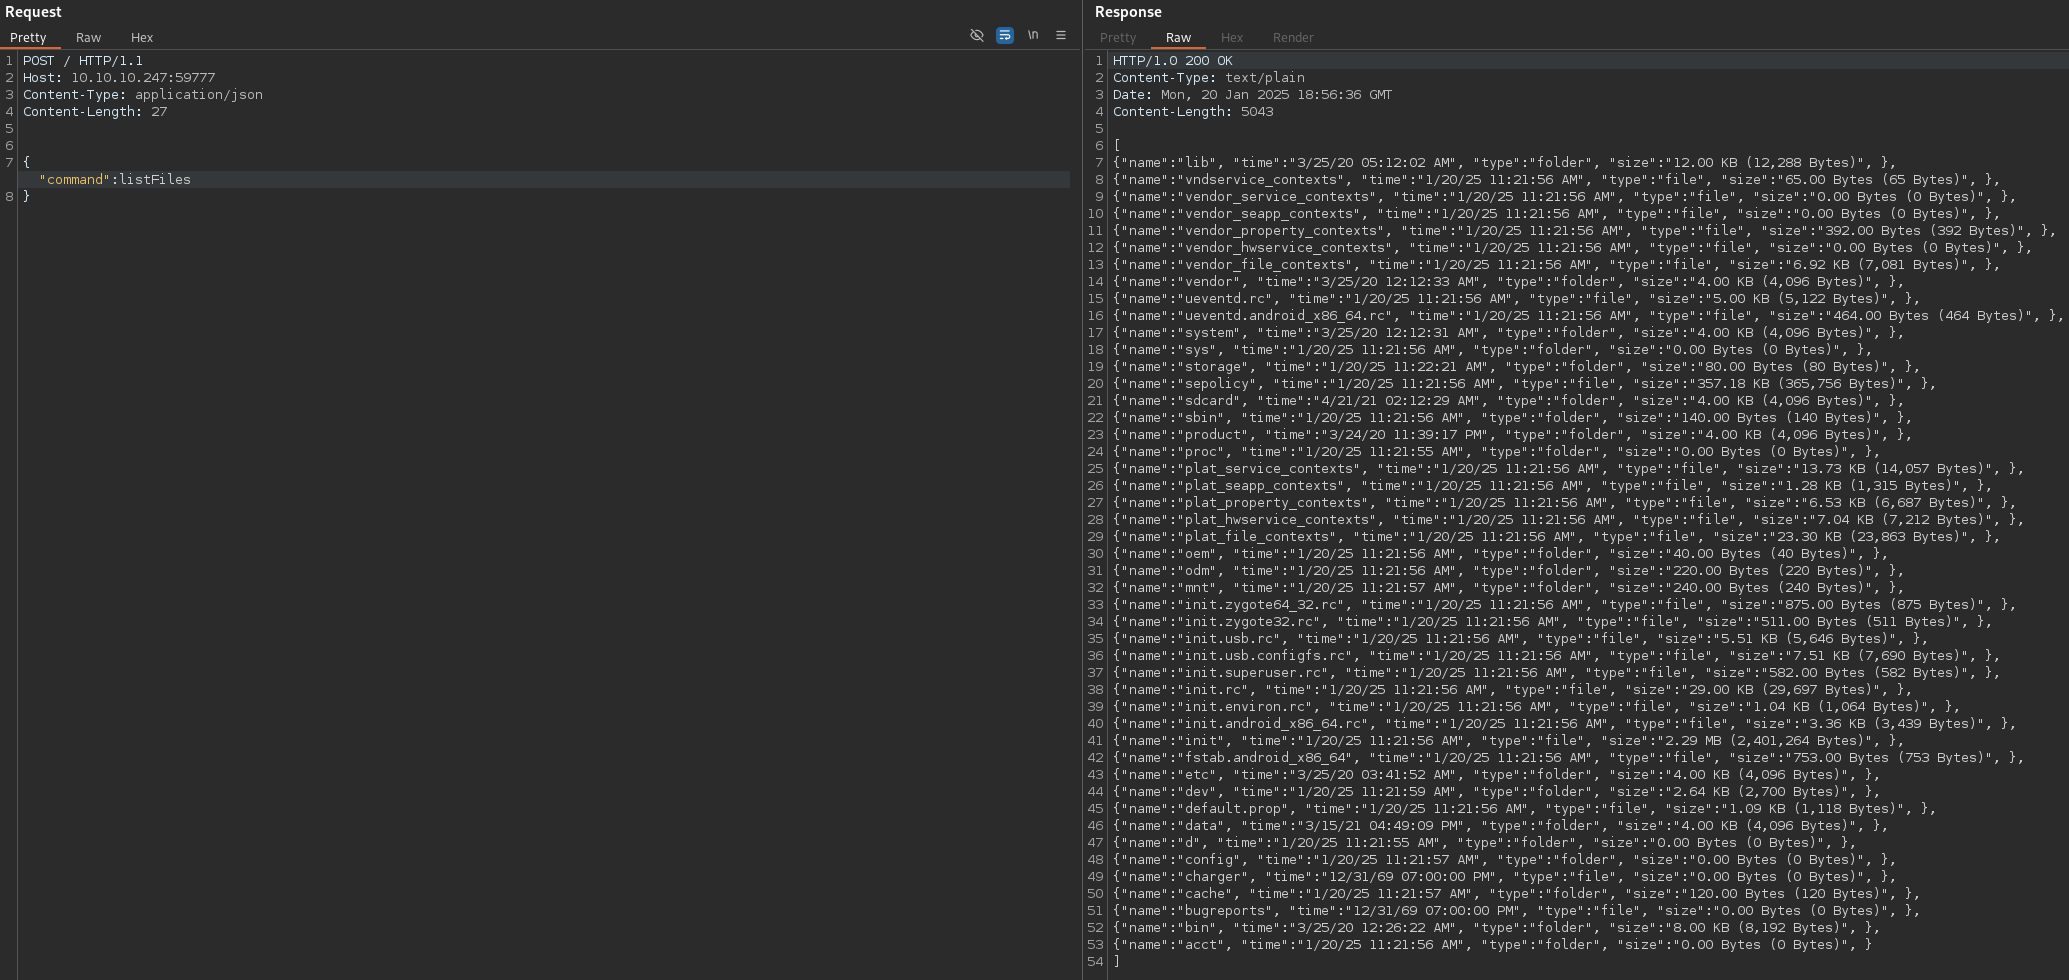 Request
Pretty Raw Hex
\n
1 POST / HTTP/1.1
2 Host: 10.10.10.247:59777
3 Content-Type: application/json
4 Content-Length: 27
5
6
7 {
"command":listFiles
8 }
Response
Pretty Raw Hex Render
1 HTTP/1.0 200 OK
2 Content-Type: text/plain
3 Date: Mon, 20 Jan 2025 18:56:36 GMT
4 Content-Length: 5043
5
6 [
7 {"name":"lib", "time":"3/25/20 05:12:02 AM", "type":"folder", "size":"12.00 KB (12,288 Bytes)", },
8 {"name":"vndservice_contexts", "time":"1/20/25 11:21:56 AM", "type":"file", "size":"65.00 Bytes (65 Bytes)", },
9 {"name":"vendor_service_contexts", "time":"1/20/25 11:21:56 AM", "type":"file", "size":"0.00 Bytes (0 Bytes)", },
10 {"name":"vendor_seapp_contexts", "time":"1/20/25 11:21:56 AM", "type":"file", "size":"0.00 Bytes (0 Bytes)", },
11 {"name":"vendor_property_contexts", "time":"1/20/25 11:21:56 AM", "type":"file", "size":"392.00 Bytes (392 Bytes)", },
12 {"name":"vendor_hwservice_contexts", "time":"1/20/25 11:21:56 AM", "type":"file", "size":"0.00 Bytes (0 Bytes)", },
13 {"name":"vendor_file_contexts", "time":"1/20/25 11:21:56 AM", "type":"file", "size":"6.92 KB (7,081 Bytes)", },
14 {"name":"vendor", "time":"3/25/20 12:12:33 AM", "type":"folder", "size":"4.00 KB (4,096 Bytes)", },
15 {"name":"ueventd.rc", "time":"1/20/25 11:21:56 AM", "type":"file", "size":"5.00 KB (5,122 Bytes)", },
16 {"name":"ueventd.android_x86_64.rc", "time":"1/20/25 11:21:56 AM", "type":"file", "size":"464.00 Bytes (464 Bytes)", },
17 {"name":"system", "time":"3/25/20 12:12:31 AM", "type":"folder", "size":"4.00 KB (4,096 Bytes)", },
18 {"name":"sys", "time":"1/20/25 11:21:56 AM", "type":"folder", "size":"0.00 Bytes (0 Bytes)", },
19 {"name":"storage", "time":"1/20/25 11:22:21 AM", "type":"folder", "size":"80.00 Bytes (80 Bytes)", },
20 {"name":"sepolicy", "time":"1/20/25 11:21:56 AM", "type":"file", "size":"357.18 KB (365,756 Bytes)", },
21 {"name":"sdcard", "time":"4/21/21 02:12:29 AM", "type":"folder", "size":"4.00 KB (4,096 Bytes)", },
22 {"name":"sbin", "time":"1/20/25 11:21:56 AM", "type":"folder", "size":"140.00 Bytes (140 Bytes)", },
23 {"name":"product", "time":"3/24/20 11:39:17 PM", "type":"folder", "size":"4.00 KB (4,096 Bytes)", },
24 {"name":"proc", "time":"1/20/25 11:21:55 AM", "type":"folder", "size":"0.00 Bytes (0 Bytes)", },
25 {"name":"plat_service_contexts", "time":"1/20/25 11:21:56 AM", "type":"file", "size":"13.73 KB (14,057 Bytes)", },
26 {"name":"plat_seapp_contexts", "time":"1/20/25 11:21:56 AM", "type":"file", "size":"1.28 KB (1,315 Bytes)", },
27 {"name":"plat_property_contexts", "time":"1/20/25 11:21:56 AM", "type":"file", "size":"6.53 KB (6,687 Bytes)", },
28 {"name":"plat_hwservice_contexts", "time":"1/20/25 11:21:56 AM", "type":"file", "size":"7.04 KB (7,212 Bytes)", },
29 {"name":"plat_file_contexts", "time":"1/20/25 11:21:56 AM", "type":"file", "size":"23.30 KB (23,863 Bytes)", },
30 {"name":"oem", "time":"1/20/25 11:21:56 AM", "type":"folder", "size":"40.00 Bytes (40 Bytes)", },
31 {"name":"odm", "time":"1/20/25 11:21:56 AM", "type":"folder", "size":"220.00 Bytes (220 Bytes)", },
32 {"name":"mnt", "time":"1/20/25 11:21:57 AM", "type":"folder", "size":"240.00 Bytes (240 Bytes)", },
33 {"name":"init.zygote64_32.rc", "time":"1/20/25 11:21:56 AM", "type":"file", "size":"875.00 Bytes (875 Bytes)", },
34 {"name":"init.zygote32.rc", "time":"1/20/25 11:21:56 AM", "type":"file", "size":"511.00 Bytes (511 Bytes)", },
35 {"name":"init.usb.rc", "time":"1/20/25 11:21:56 AM", "type":"file", "size":"5.51 KB (5,646 Bytes)", },
36 {"name":"init.usb.configfs.rc", "time":"1/20/25 11:21:56 AM", "type":"file", "size":"7.51 KB (7,690 Bytes)", },
37 {"name":"init.superuser.rc", "time":"1/20/25 11:21:56 AM", "type":"file", "size":"582.00 Bytes (582 Bytes)", },
38 {"name":"init.rc", "time":"1/20/25 11:21:56 AM", "type":"file", "size":"29.00 KB (29,697 Bytes)", },
39 {"name":"init.environ.rc", "time":"1/20/25 11:21:56 AM", "type":"file", "size":"1.04 KB (1,064 Bytes)", },
40 {"name":"init.android_x86_64.rc", "time":"1/20/25 11:21:56 AM", "type":"file", "size":"3.36 KB (3,439 Bytes)", },
41 {"name":"init", "time":"1/20/25 11:21:56 AM", "type":"file", "size":"2.29 MB (2,401,264 Bytes)", },
42 {"name":"fstab.android_x86_64", "time":"1/20/25 11:21:56 AM", "type":"file", "size":"753.00 Bytes (753 Bytes)", },
43 {"name":"etc", "time":"3/25/20 03:41:52 AM", "type":"folder", "size":"4.00 KB (4,096 Bytes)", },
44 {"name":"dev", "time":"1/20/25 11:21:59 AM", "type":"folder", "size":"2.64 KB (2,700 Bytes)", },
45 {"name":"default.prop", "time":"1/20/25 11:21:56 AM", "type":"file", "size":"1.09 KB (1,118 Bytes)", },
46 {"name":"data", "time":"3/15/21 04:49:09 PM", "type":"folder", "size":"4.00 KB (4,096 Bytes)", },
47 {"name":"d", "time":"1/20/25 11:21:55 AM", "type":"folder", "size":"0.00 Bytes (0 Bytes)", },
48 {"name":"config", "time":"1/20/25 11:21:57 AM", "type":"folder", "size":"0.00 Bytes (0 Bytes)", },
49 {"name":"charger", "time":"12/31/69 07:00:00 PM", "type":"file", "size":"0.00 Bytes (0 Bytes)", },
50 {"name":"cache", "time":"1/20/25 11:21:57 AM", "type":"folder", "size":"120.00 Bytes (120 Bytes)", },
51 {"name":"bugreports", "time":"12/31/69 07:00:00 PM", "type":"file", "size":"0.00 Bytes (0 Bytes)", },
52 {"name":"bin", "time":"3/25/20 12:26:22 AM", "type":"folder", "size":"8.00 KB (8,192 Bytes)", },
53 {"name":"acct", "time":"1/20/25 11:21:56 AM", "type":"folder", "size":"0.00 Bytes (0 Bytes)", }
54 ]